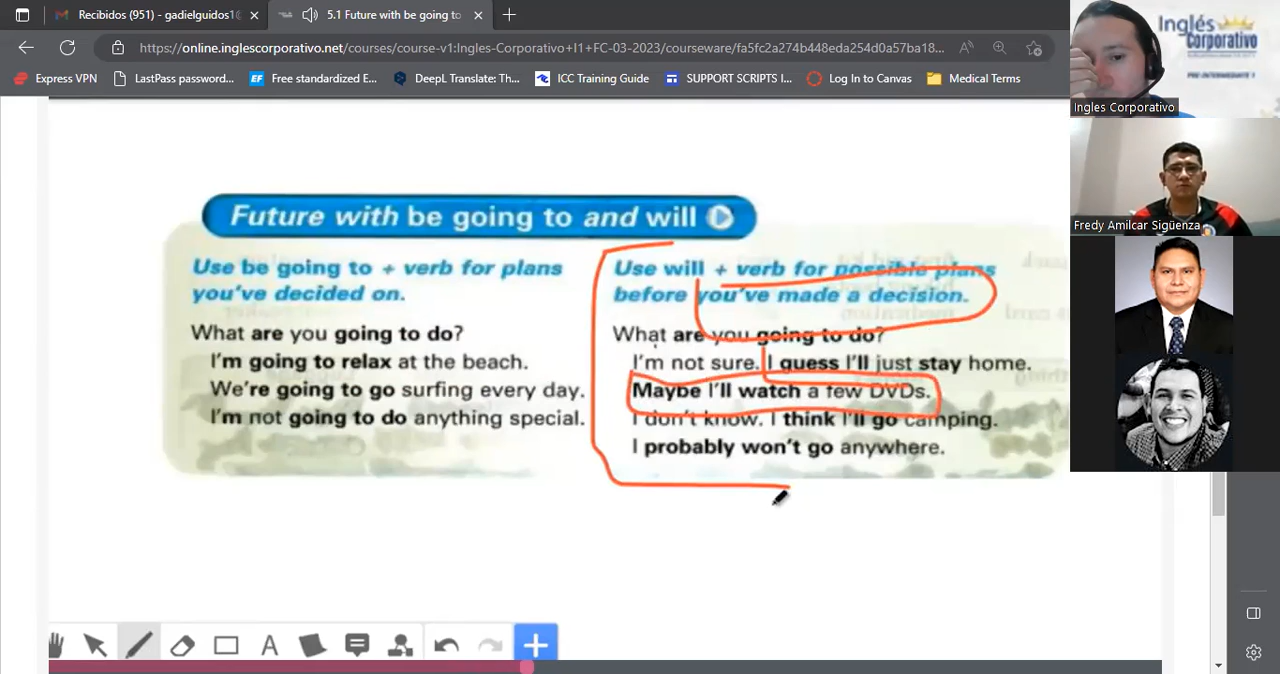 Recibidos (951) - gadielguidos1@
5.1 Future with be going to
https://online.inglescorporativo.net/courses/course-v1:Ingles-Corporativo+I1+FC-03-2023/courseware/fa5fc2a274b448eda254d0a57ba18...
Express VPN
LastPass password...
EF Free standardized E...
DeepL Translate: Th...
ICC Training Guide
SUPPORT SCRIPTS I...
Log In to Canvas
Medical Terms
Inglés
Corporativo
PRE-INTERMEDIATE 1
Ingles Corporativo
Fredy Amilcar Sigüenza
Future with be going to and will
Use be going to + verb for plans
you've decided on.
What are you going to do?
I'm going to relax at the beach.
We're going to go surfing every day.
I'm not going to do anything special.
Use will + verb for possible plans
before you've made a decision.
What are you going to do?
I'm not sure. I guess I'll just stay home.
Maybe I'll watch a few DVDs.
I don't know. I think I'll go camping.
I probably won't go anywhere.
A